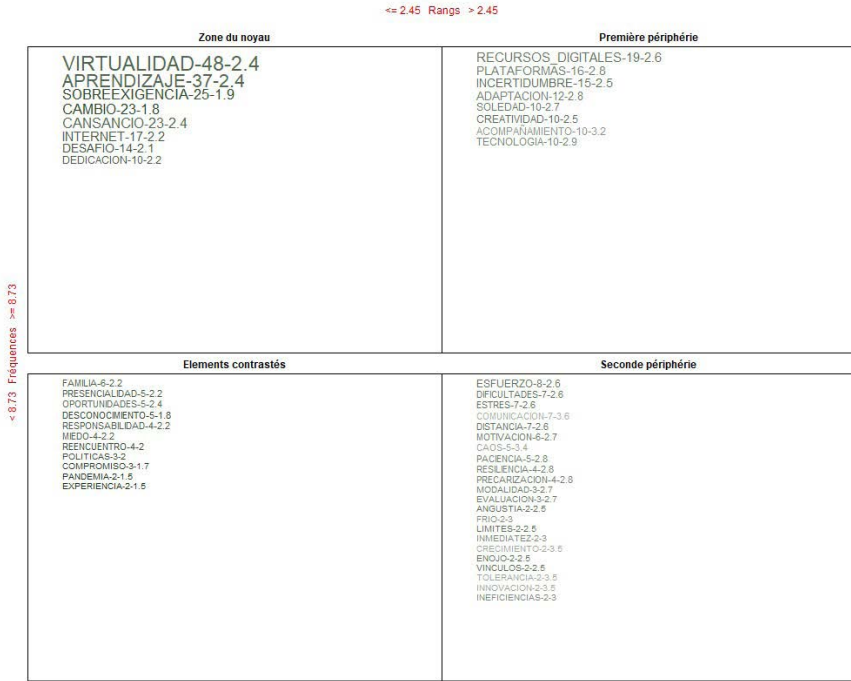 <= 2.45 Rangs > 2.45
Zone du noyau
VIRTUALIDAD-48-2.4
APRENDIZAJE-37-2.4
SOBREEXIGENCIA-25-1.9
CAMBIO-23-1.8
CANSANCIO-23-2.4
INTERNET-17-2.2
DESAFIO-14-2.1
DEDICACION-10-2.2
Première périphérie
RECURSOS_DIGITALES-19-2.6
PLATAFORMAS-16-2.8
INCERTIDUMBRE-15-2.5
ADAPTACION-12-2.8
SOLEDAD-10-2.7
CREATIVIDAD-10-2.5
ACOMPAÑAMIENTO-10-3.2
TECNOLOGIA-10-2.9
< 8.73 Fréquences >= 8.73
Elements contrastés
FAMILIA-6-2.2
PRESENCIALIDAD-5-2.2
OPORTUNIDADES-5-2.4
DESCONOCIMIENTO-5-1.8
RESPONSABILIDAD-4-2.2
MIEDO-4-2.2
REENCUENTRO-4-2
POLITICAS-3-2
COMPROMISO-3-1.7
PANDEMIA-2-1.5
EXPERIENCIA-2-1.5
Seconde périphérie
ESFUERZO-8-2.6
DIFICULTADES-7-2.6
ESTRES-7-2.6
COMUNICACION-7-3.6
DISTANCIA-7-2.6
MOTIVACION-6-2.7
CAOS-5-3.4
PACIENCIA-5-2.8
RESILIENCIA-4-2.8
PRECARIZACION-4-2.8
MODALIDAD-3-2.7
EVALUACION-3-2.7
ANGUSTIA-2-2.5
FRIO-2-3
LIMITES-2-2.5
INMEDIATEZ-2-3
CRECIMIENTO-2-3.5
ENOJO-2-2.5
VINCULOS-2-2.5
TOLERANCIA-2-3.5
INNOVACION-2-3.5
INEFICIENCIAS-2-3